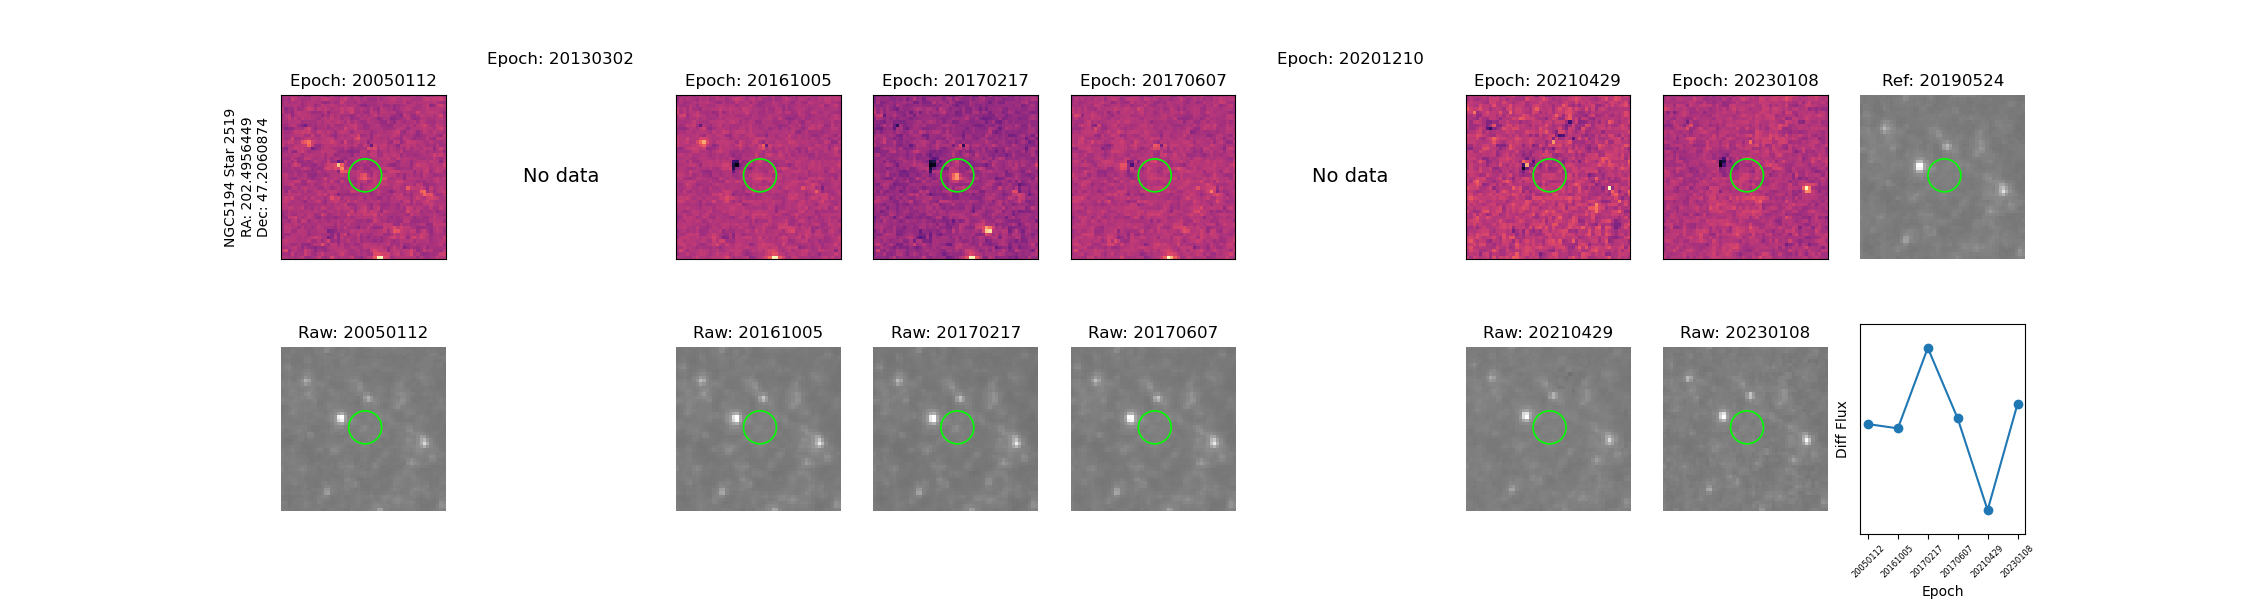 Epoch: 20130302
Epoch: 20201210
Epoch: 20050112
Epoch: 20161005
Epoch: 20170217
Epoch: 20170607
Epoch: 20210429
Epoch: 20230108
Ref: 20190524
NGC5194 Star 2519
RA: 202.4956449
Dec: 47.2060874
No data
No data
Raw: 20050112
Raw: 20161005
Raw: 20170217
Raw: 20170607
Raw: 20210429
Raw: 20230108
Diff Flux
20050112
20161005
20170217
20170607
20210429
20230108
Epoch